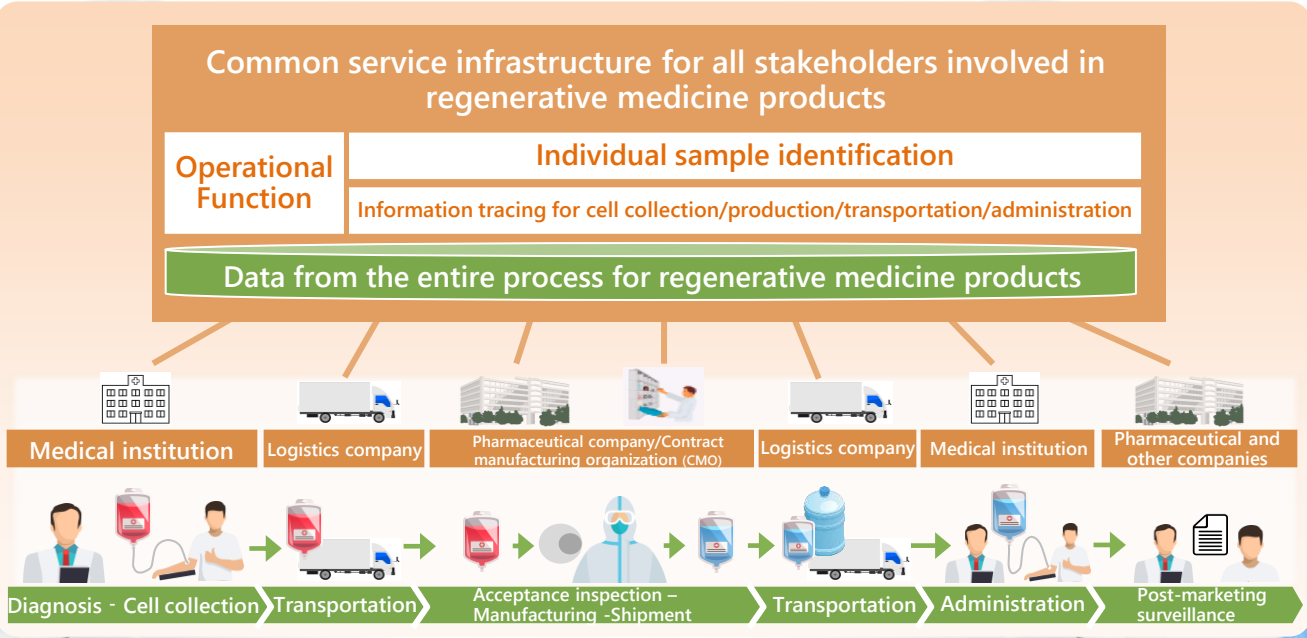 Common service infrastructure for all stakeholders involved in
regenerative medicine products
Operational
Function
Individual sample identification
Information tracing for cell collection/production/transportation/administration
Data from the entire process for regenerative medicine products
Medical institution
Logistics company
Pharmaceutical company/Contract
manufacturing organization (CMO)
Logistics company
Medical institution
Pharmaceutical and
other companies
Diagnosis - Cell collection
Transportation
Acceptance inspection –
Manufacturing -Shipment
Transportation
Administration
Post-marketing
surveillance